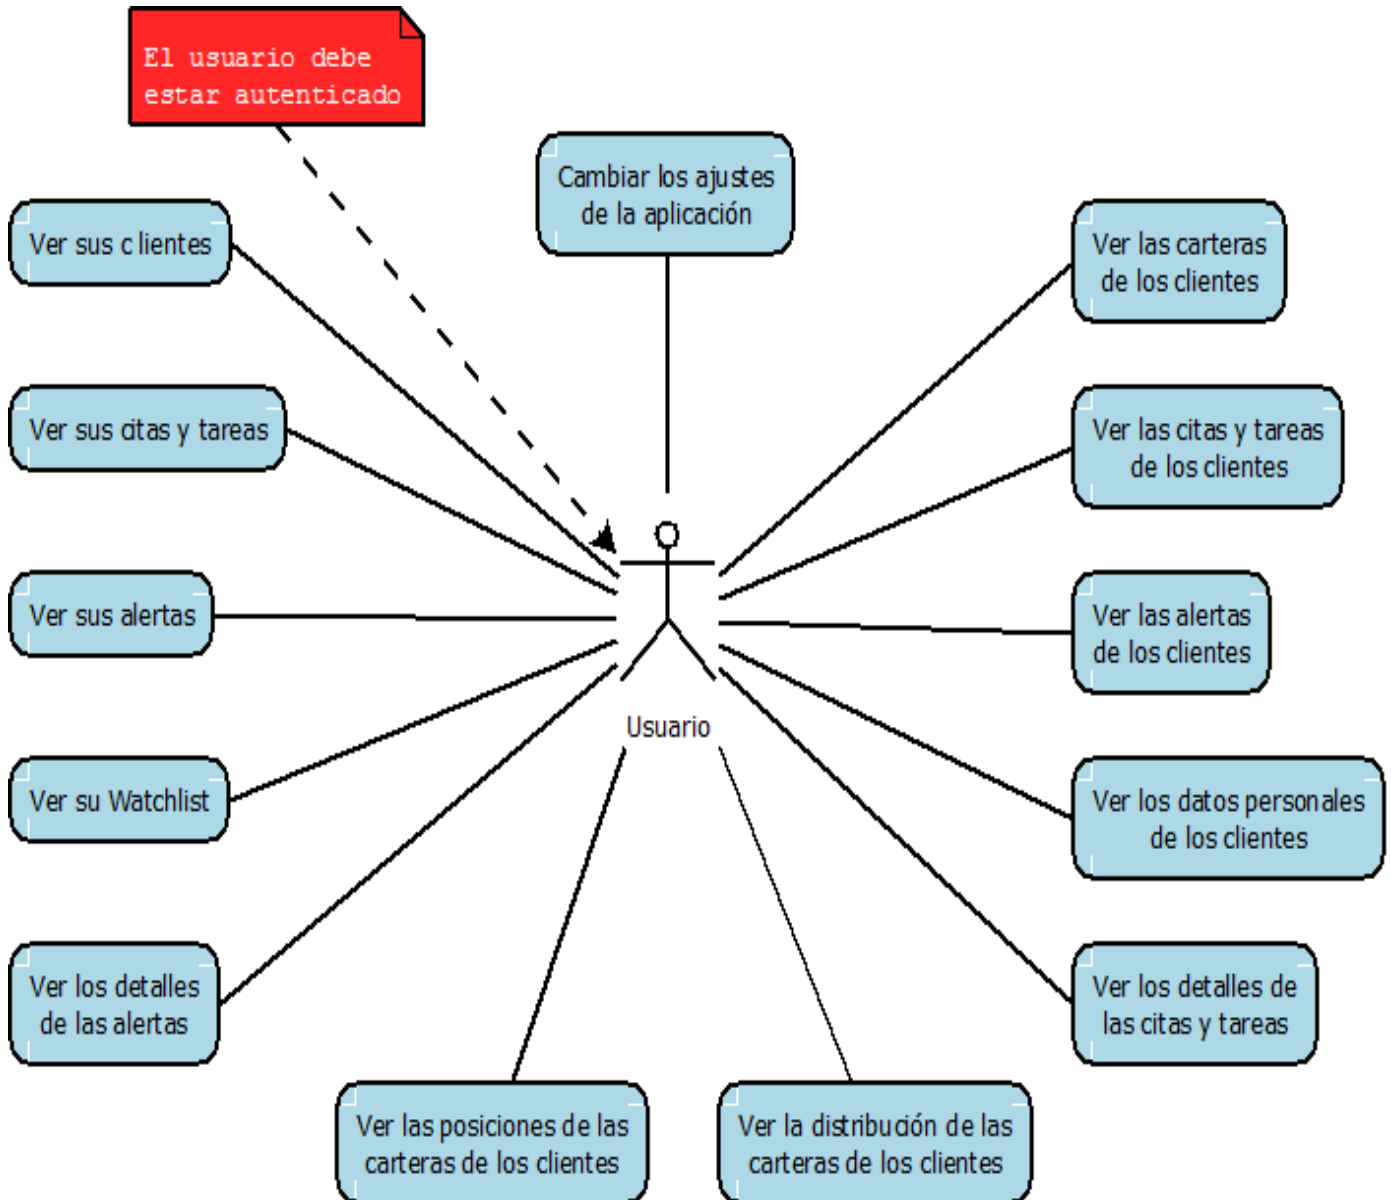 El usuario debe
estar autenticado
Cambiar los ajustes
de la aplicación
Ver sus clientes
Ver las carteras
de los clientes
Ver sus citas y tareas
Ver las citas y tareas
de los clientes
Ver sus alertas
Ver las alertas
de los clientes
Usuario
Ver su Watchlist
Ver los datos personales
de los clientes
Ver los detalles
de las alertas
Ver los detalles de
las citas y tareas
Ver las posiciones de las
carteras de los clientes
Ver la distribución de las
carteras de los clientes